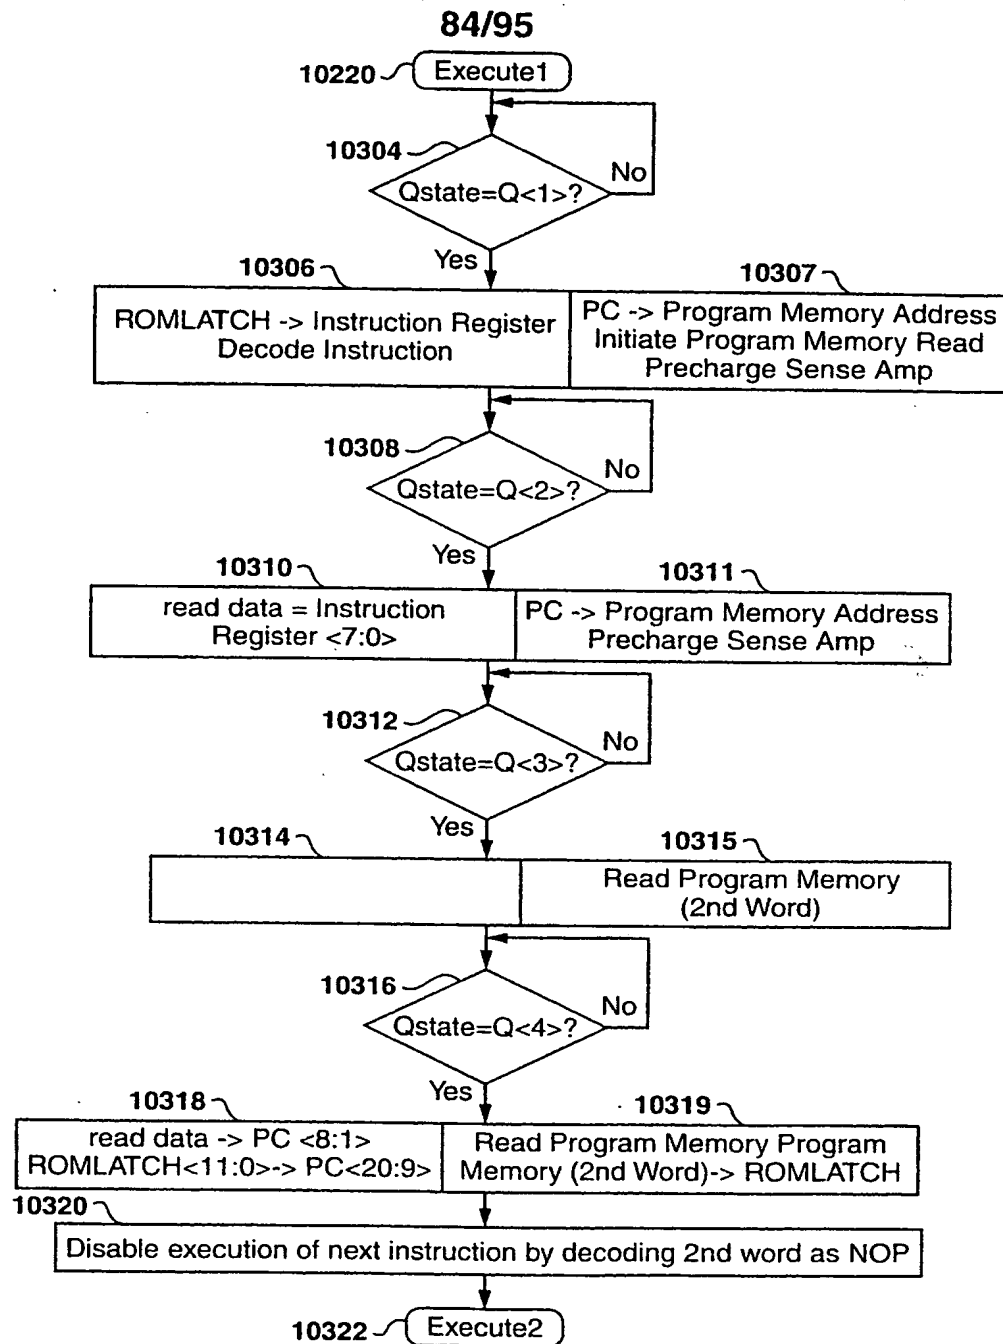 84/95
10220
Execute1
10304
Qstate=Q<1>?
No
Yes
10306
10307
ROMLATCH -> Instruction Register
Decode Instruction
PC -> Program Memory Address
Initiate Program Memory Read
Precharge Sense Amp
10308
Qstate=Q<2>?
No
Yes
10310
10311
read data = Instruction
Register <7:0>
PC -> Program Memory Address
Precharge Sense Amp
10312
Qstate=Q<3>?
No
Yes
10314
10315
Read Program Memory
(2nd Word)
10316
Qstate=Q<4>?
No
Yes
10318
10319
read data -> PC <8:1>
ROMLATCH<11:0>-> PC<20:9>
Read Program Memory Program
Memory (2nd Word)-> ROMLATCH
10320
Disable execution of next instruction by decoding 2nd word as NOP
10322
Execute2